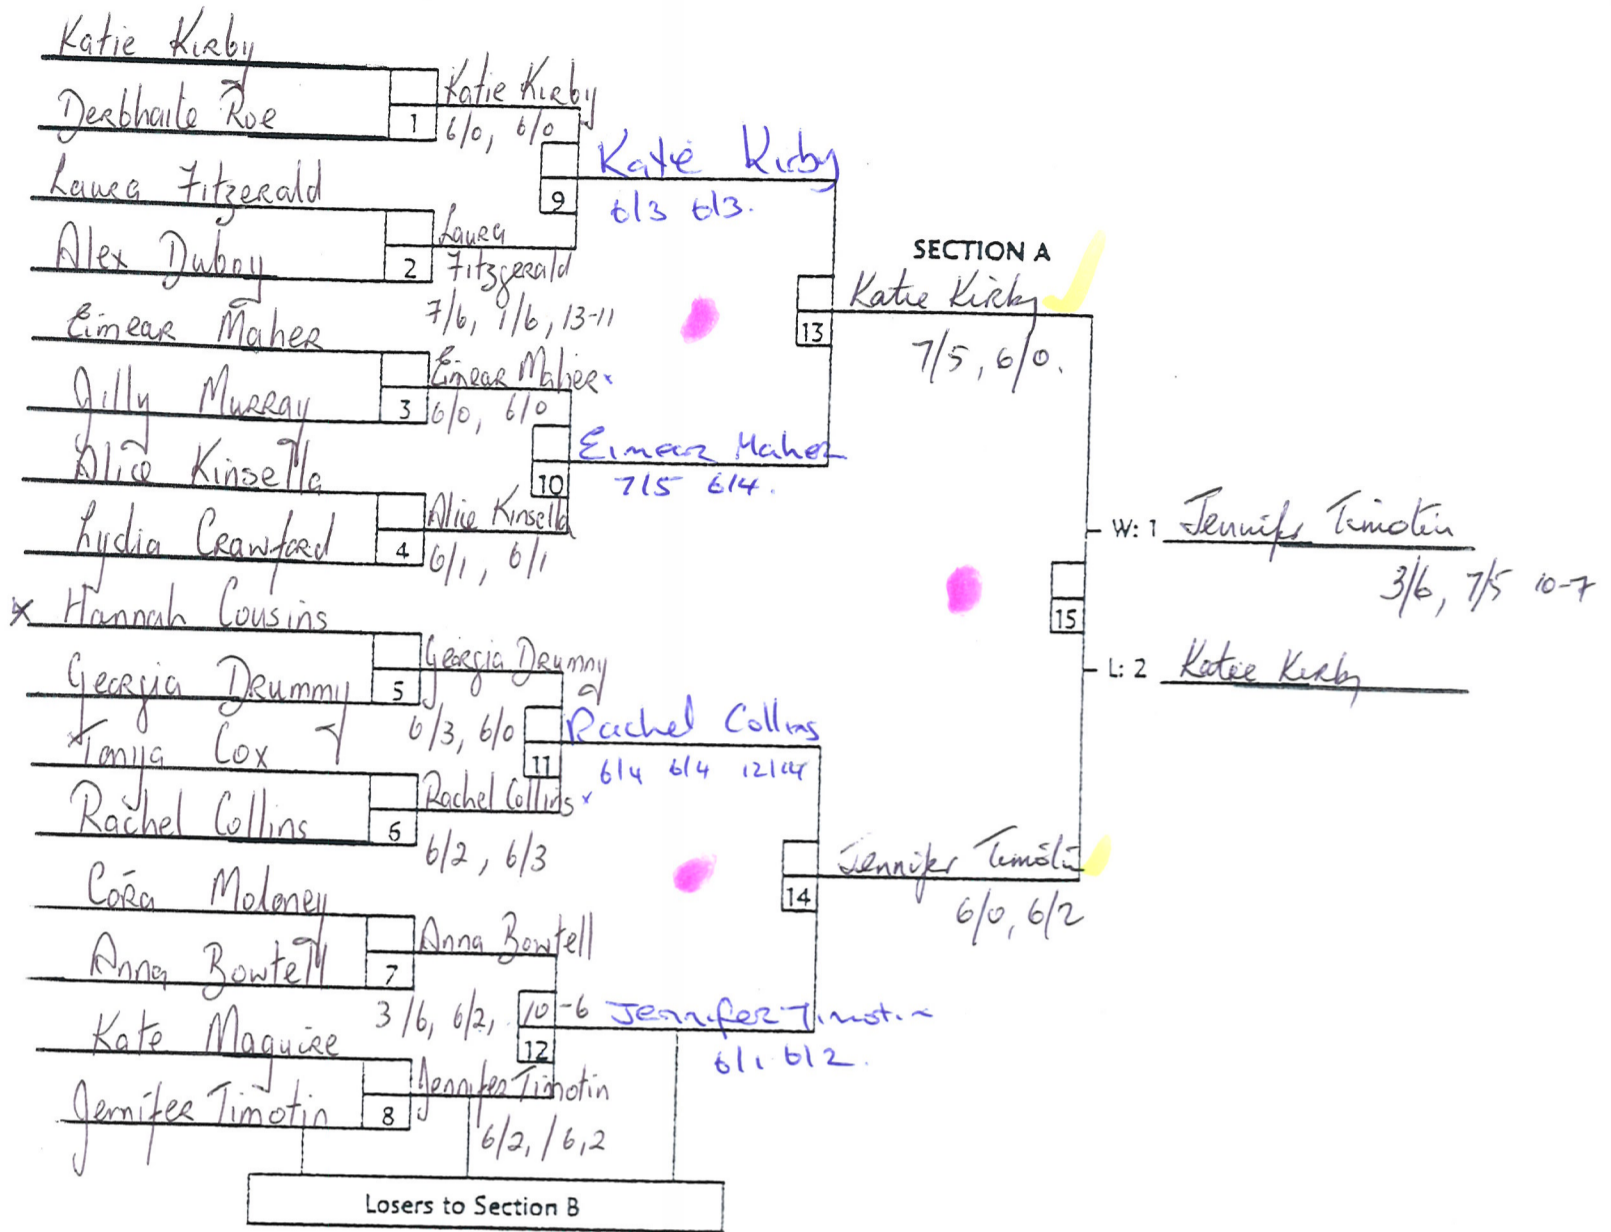 Katie Kirby
Derbhaile Roe
1
Katie Kirby
6/0, 6/0
Laura Fitzerald
Alex Duboy
2
Laura
Fitzgerald
7/6, 1/6, 13-11
9
Katie Kirby
6/3 6/3.
Eimear Maher
Gilly Murray
3
Eimear Maher x
6/0, 6/0
Alice Kinsella
Lydia Crawford
4
Alice Kinsella
6/1, 6/1
10
Eimear Maher
7/5 6/4.
SECTION A
13
Katie Kirby
7/5, 6/0.
x Hannah Cousins
Georgia Drummy
5
Georgia Drummy
6/3, 6/0
x Tanya Cox
Rachel Collins
6
Rachel Collins x
6/2, 6/3
11
Rachel Collins
6/4 6/4 12/14
Cora Moloney
Anna Bowtell
7
Anna Bowtell
3/6, 6/2, 10-6
Kate Maguire
Jennifer Timotin
8
Jennifer Timotin
6/2, /6,2
12
Jennifer Timotin
6/1 6/2.
14
Jennifer Timotin
6/0, 6/2
15
W: 1 Jennifer Timotin
3/6, 7/5 10-7
L: 2 Katie Kirby
Losers to Section B